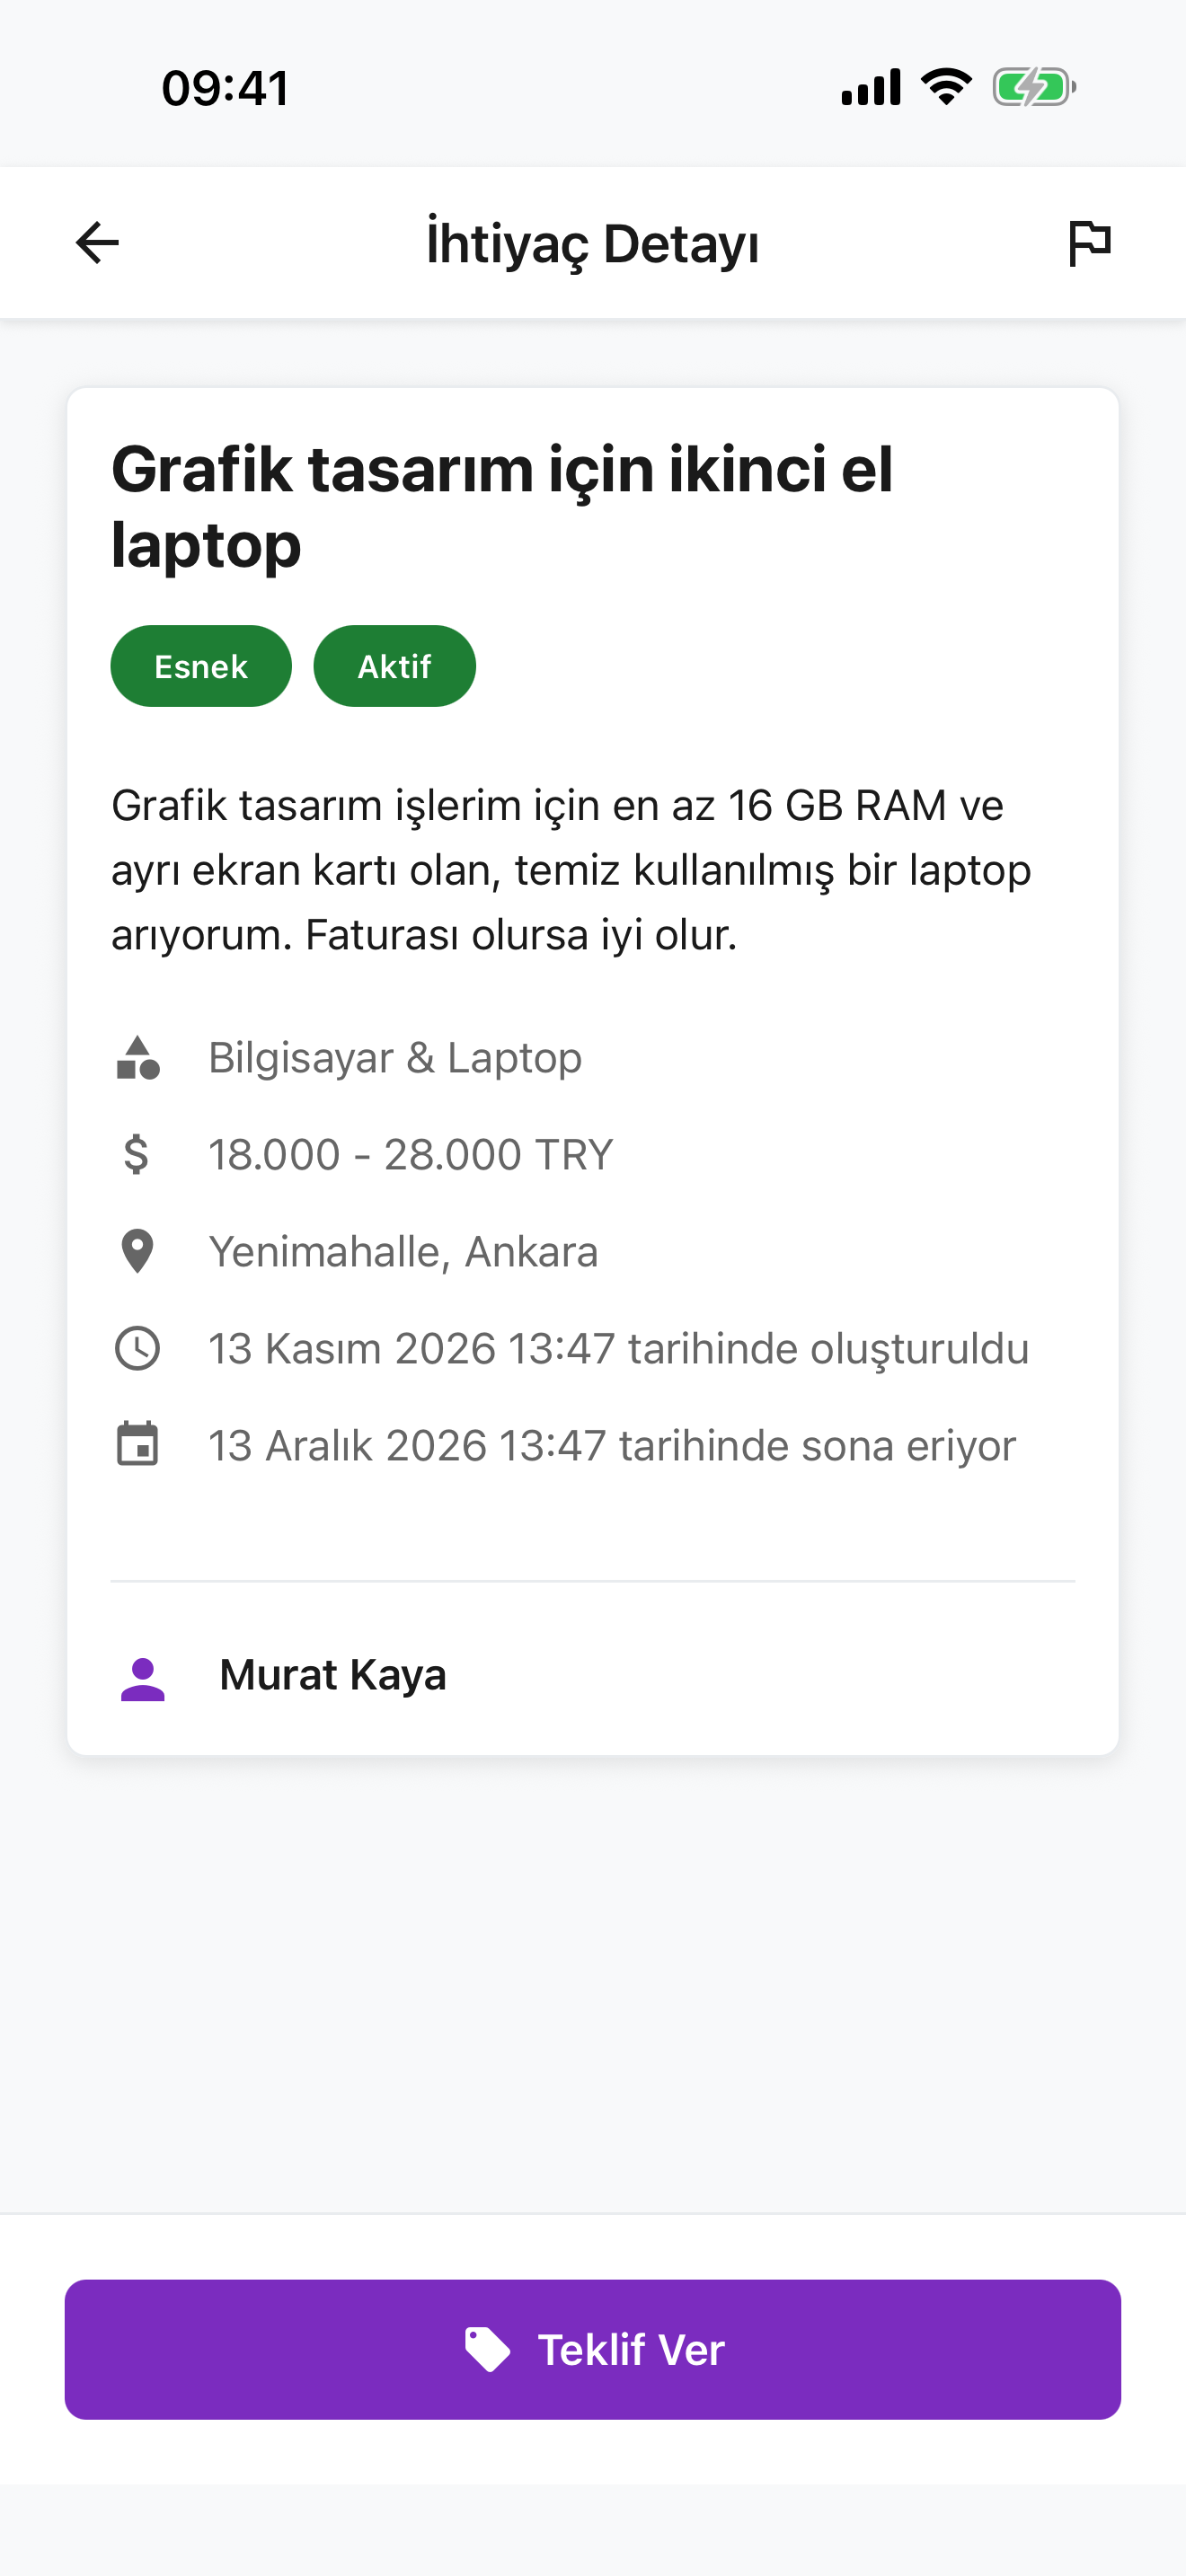 09:41
İhtiyaç Detayı
Grafik tasarım için ikinci el
laptop
Esnek
Aktif
Grafik tasarım işlerim için en az 16 GB RAM ve
ayrı ekran kartı olan, temiz kullanılmış bir laptop
arıyorum. Faturası olursa iyi olur.
Bilgisayar & Laptop
18.000 - 28.000 TRY
Yenimahalle, Ankara
13 Kasım 2026 13:47 tarihinde oluşturuldu
13 Aralık 2026 13:47 tarihinde sona eriyor
Murat Kaya
Teklif Ver